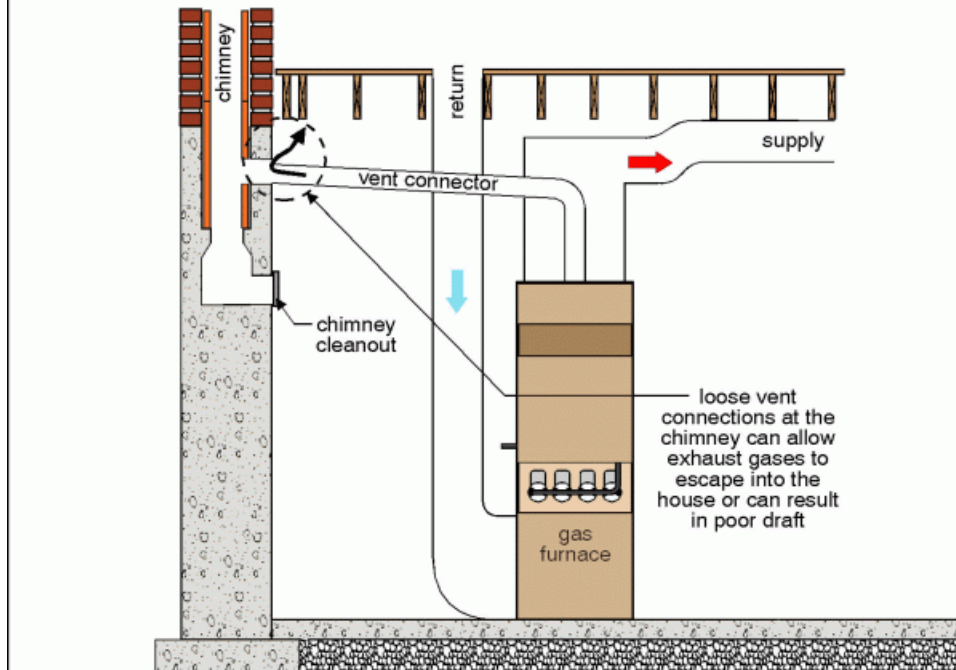 chimney
return
supply
vent connector
chimney
cleanout
loose vent
connections at the
chimney can allow
exhaust gases to
escape into the
house or can result
in poor draft
gas
furnace